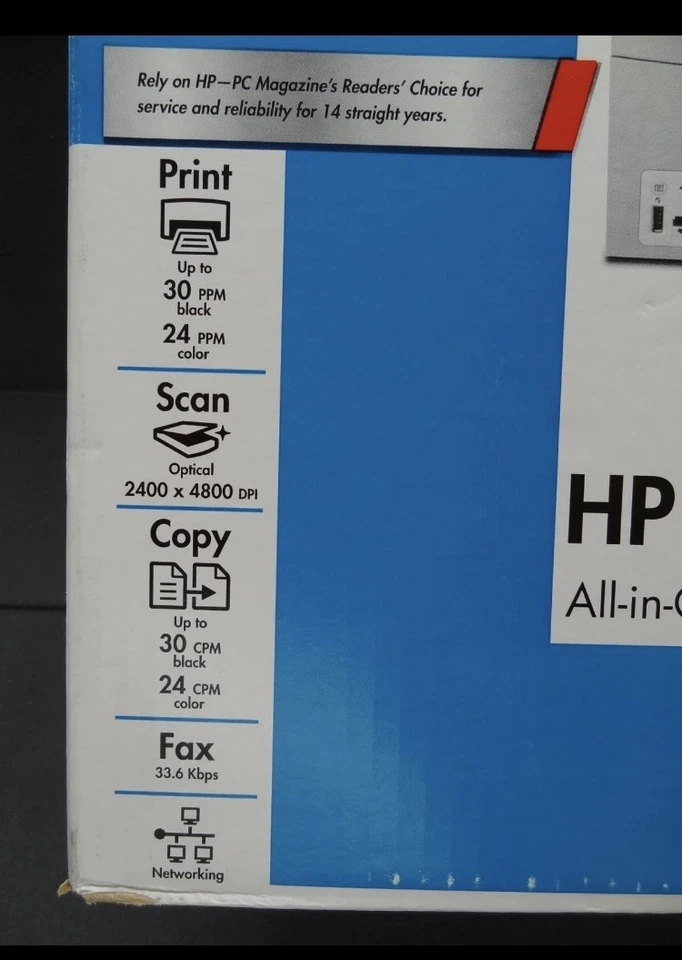 Rely on HP—PC Magazine's Readers' Choice for
service and reliability for 14 straight years.
Print
Up to
30 PPM
black
24 PPM
color
Scan
Optical
2400 x 4800 DPI
Copy
Up to
30 CPM
black
24 CPM
color
Fax
33.6 Kbps
Networking
HP
All-in-